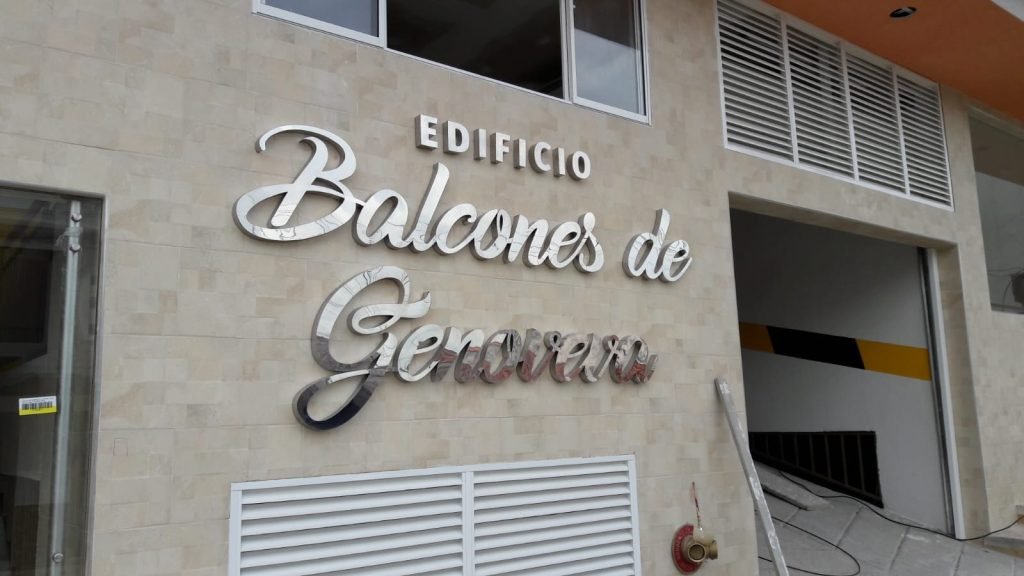 EDIFICIO
Balcones de
Genovera